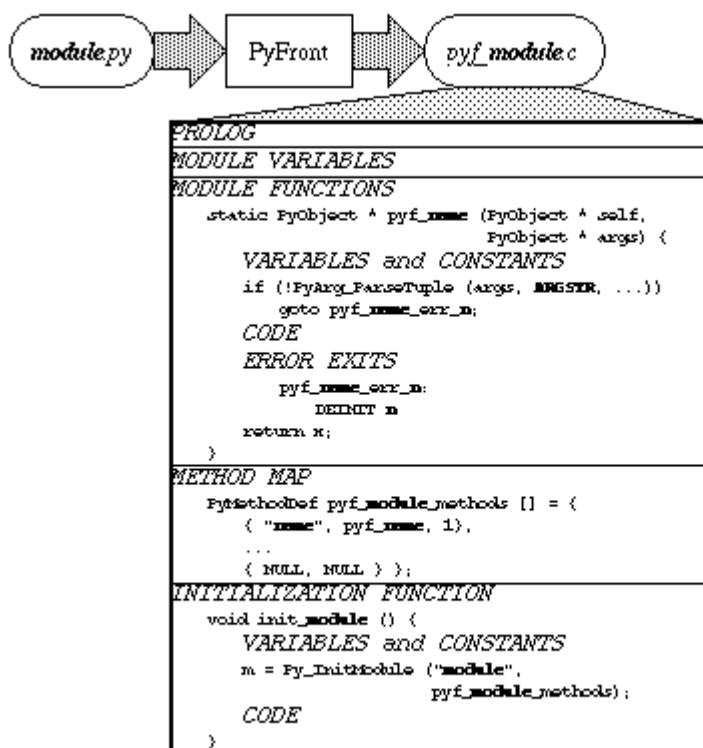 module.py
PyFront
pyf_module.c
PROLOG
MODULE VARIABLES
MODULE FUNCTIONS
static PyObject * pyf_name (PyObject * self,
PyObject * args) {
VARIABLES and CONSTANTS
if (!PyArg_ParseTuple (args, ARGSTR, ...))
goto pyf_name_err_n;
CODE
ERROR EXITS
pyf_name_err_n:
DEINIT n
return x;
}
METHOD MAP
PyMethodDef pyf_module_methods [] = {
{ "name", pyf_name, 1},
...
{ NULL, NULL } };
INITIALIZATION FUNCTION
void init_module () {
VARIABLES and CONSTANTS
m = Py_InitModule ("module",
pyf_module_methods);
CODE
}